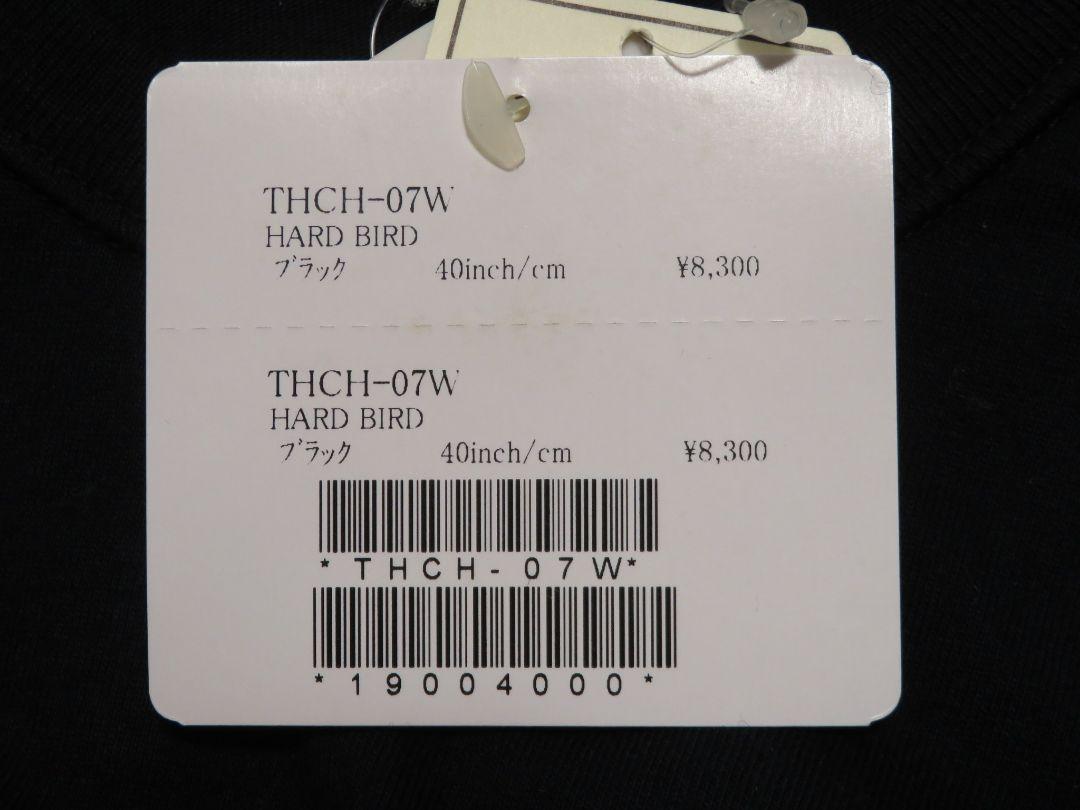 THCH-07W
HARD BIRD
ブラック 40inch/cm ¥8,300
THCH-07W
HARD BIRD
ブラック 40inch/cm ¥8,300
*THCH-07W*
*19004000*